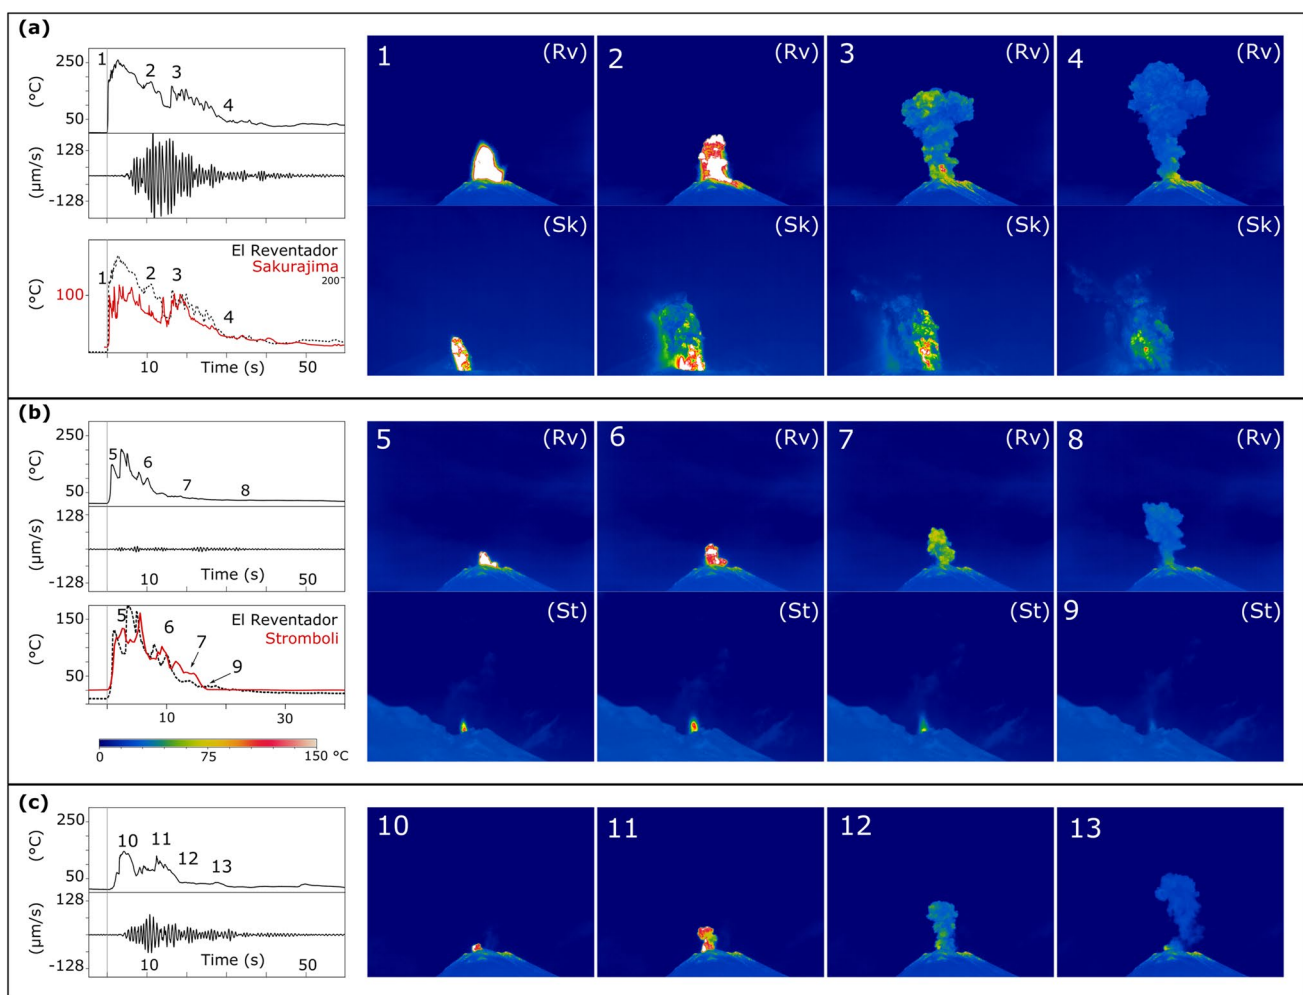 (a)
250
50
(°C)
1
2
3
4
128
-128
(µm/s)
El Reventador
Sakurajima
200
100
(°C)
1
2
3
4
10
Time (s)
50
1
(Rv)
2
(Rv)
3
(Rv)
4
(Rv)
(Sk)
(Sk)
(Sk)
(Sk)
(b)
250
50
(°C)
5
6
7
8
128
-128
(µm/s)
Time (s)
10
50
El Reventador
Stromboli
150
50
(°C)
5
6
7
9
10
30
0
75
150 °C
5
(Rv)
6
(Rv)
7
(Rv)
8
(Rv)
(St)
(St)
(St)
9
(St)
(c)
250
50
(°C)
10
11
12
13
128
-128
(µm/s)
10
Time (s)
50
10
11
12
13